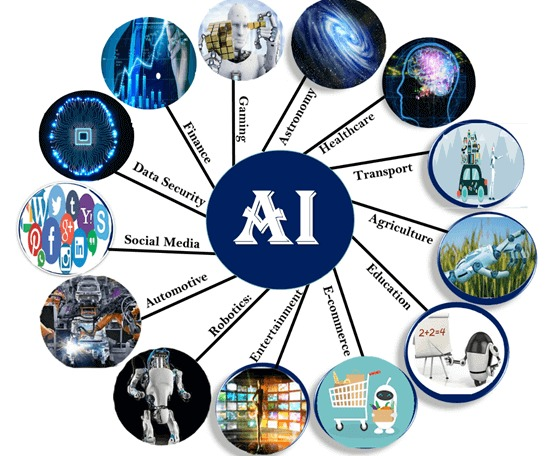 Gaming
Astronomy
Healthcare
Transport
Agriculture
Education
2+2=4
E-commerce
Entertainment
Robotics:
Automotive
Social Media
Data Security
Finance
AI